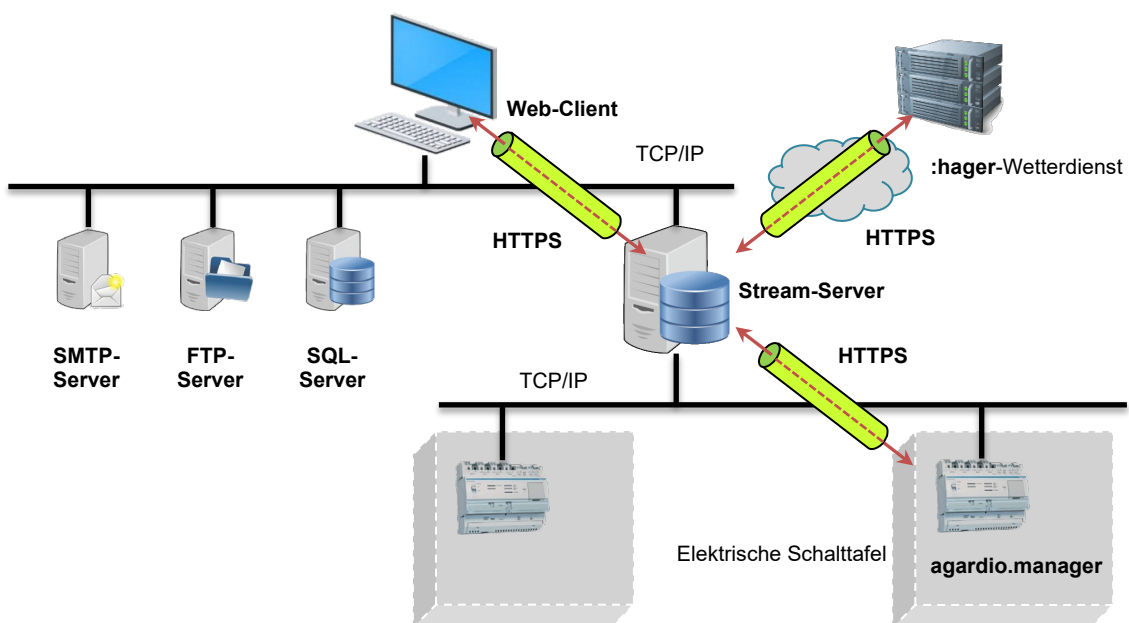 Web-Client
TCP/IP
:hager-Wetterdienst
HTTPS
HTTPS
Stream-Server
SMTP-
Server
FTP-
Server
SQL-
Server
HTTPS
TCP/IP
Elektrische Schalttafel
agardio.manager